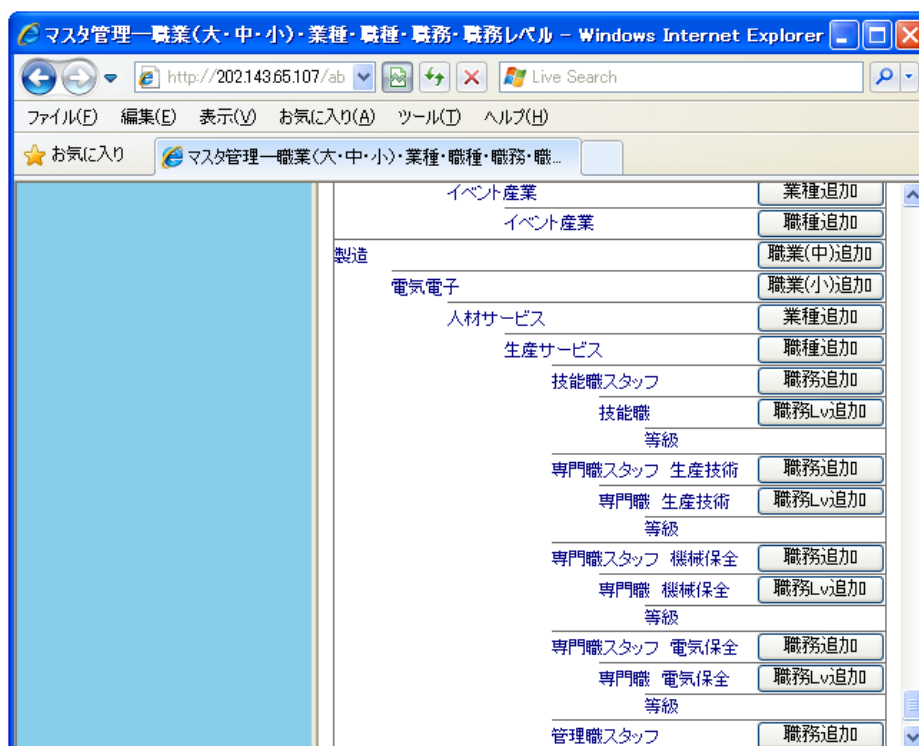 マスタ管理―職業(大・中・小)・業種・職種・職務・職務レベル - Windows Internet Explorer
http://202.143.65.107/ab Live Search
ファイル(F) 編集(E) 表示(V) お気に入り(A) ツール(T) ヘルプ(H)
お気に入り マスタ管理―職業(大・中・小)・業種・職種・職務・職...
イベント産業 業種追加
イベント産業 職種追加
製造 職業(中)追加
電気電子 職業(小)追加
人材サービス 業種追加
生産サービス 職種追加
技能職スタッフ 職務追加
技能職 職務Lv追加
等級
専門職スタッフ 生産技術 職務追加
専門職 生産技術 職務Lv追加
等級
専門職スタッフ 機械保全 職務追加
専門職 機械保全 職務Lv追加
等級
専門職スタッフ 電気保全 職務追加
専門職 電気保全 職務Lv追加
等級
管理職スタッフ 職務追加